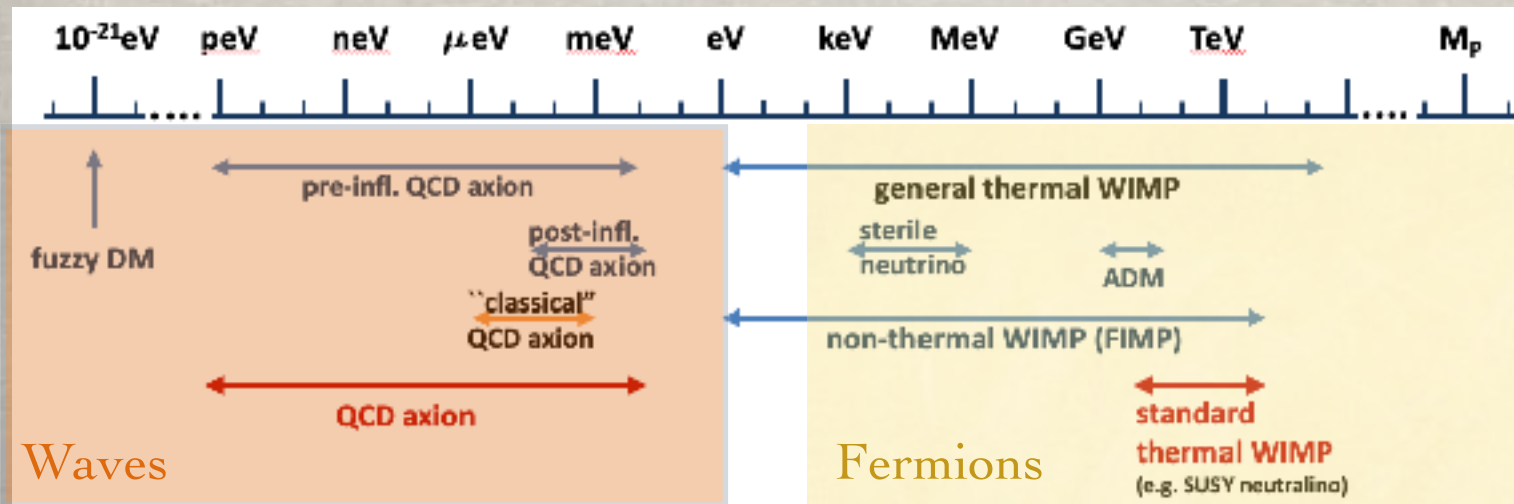 10⁻²¹eV peV neV μeV meV eV keV MeV GeV TeV Mₚ
....
....
pre-infl. QCD axion
general thermal WIMP
fuzzy DM
post-infl.
QCD axion
sterile
neutrino
ADM
``classical”
QCD axion
non-thermal WIMP (FIMP)
QCD axion
standard
thermal WIMP
(e.g. SUSY neutralino)
Waves
Fermions